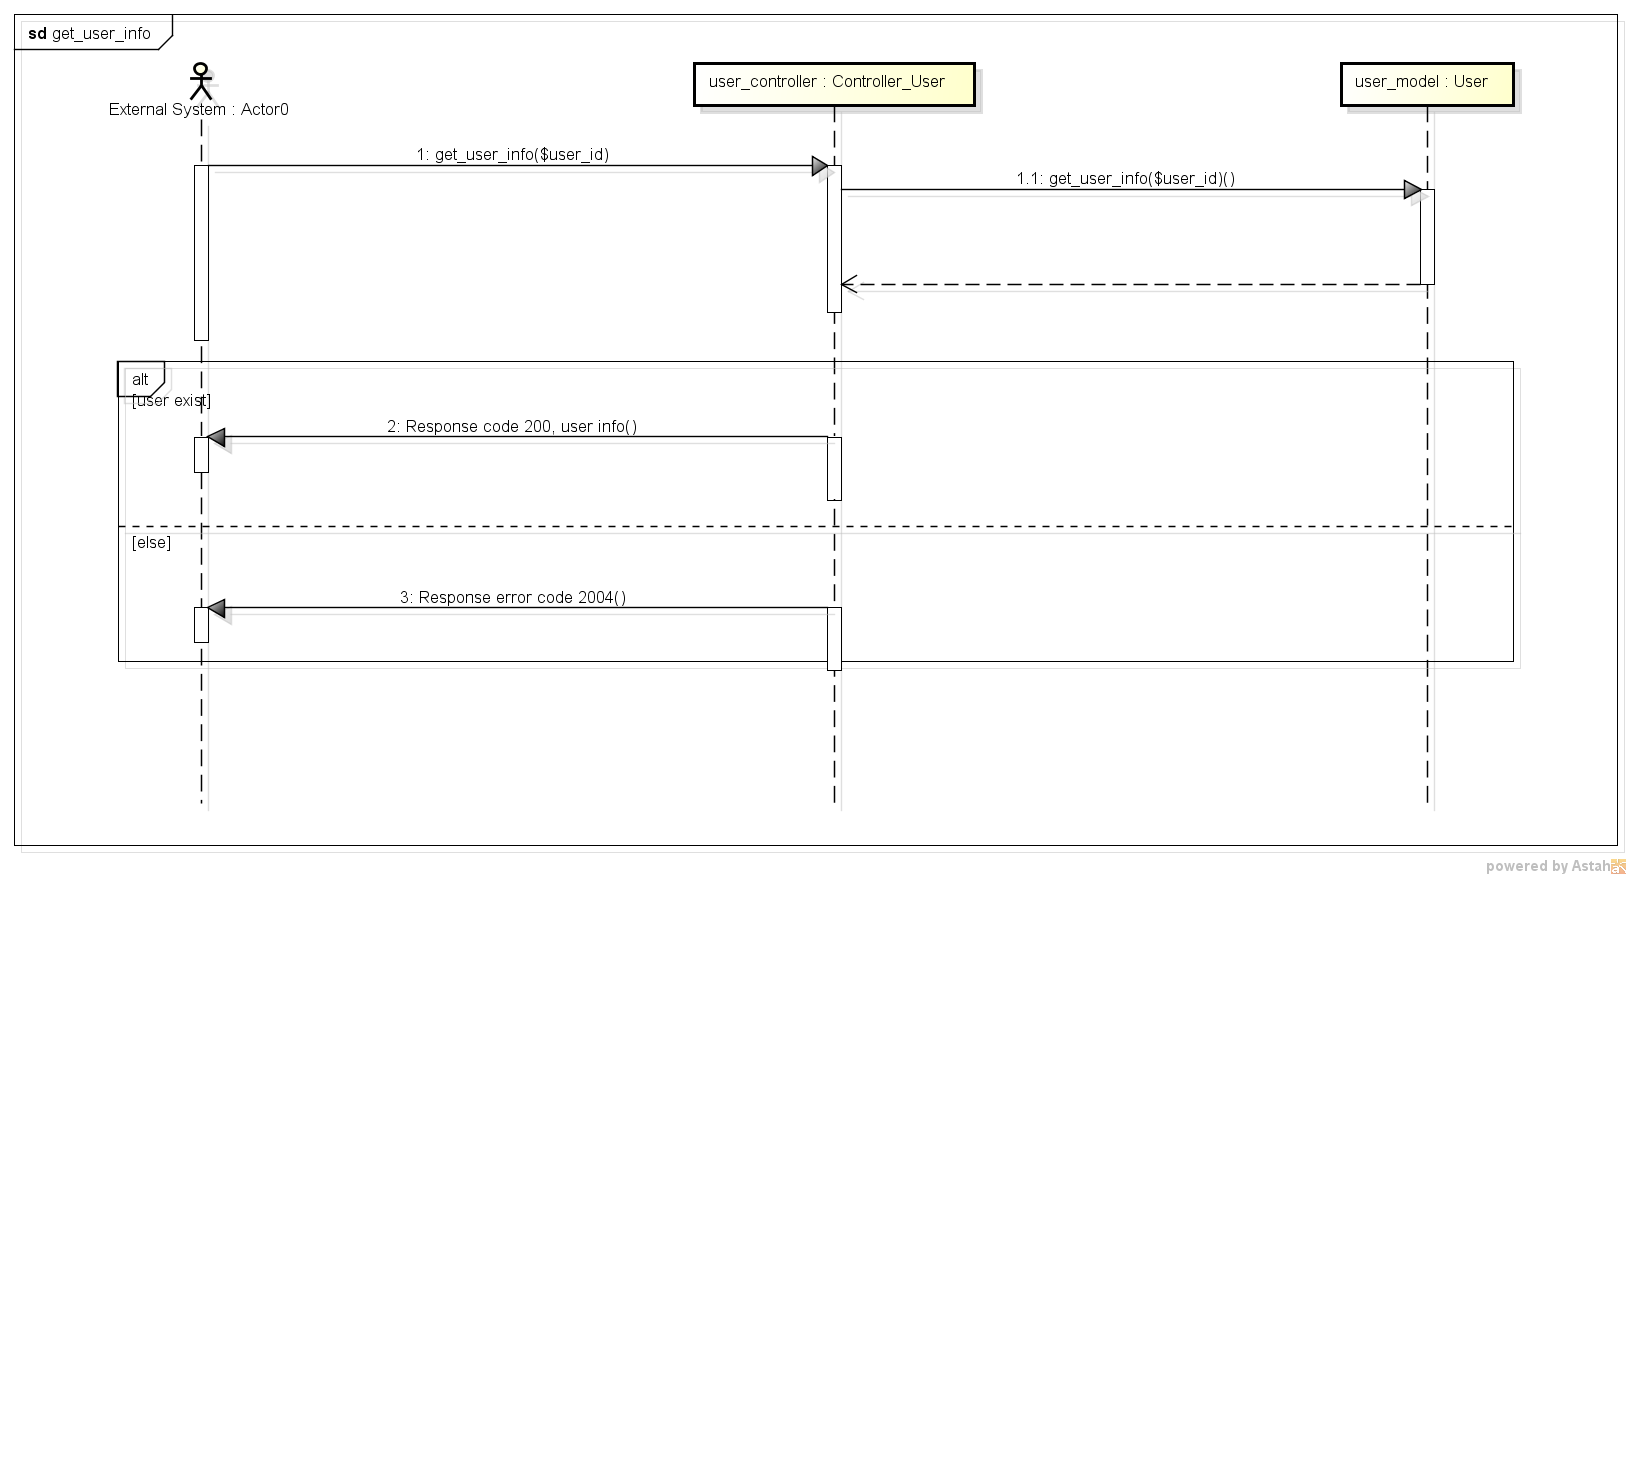 sd get_user_info
External System : Actor0
user_controller : Controller_User
user_model : User
1: get_user_info($user_id)
1.1: get_user_info($user_id)()
alt
[user exist]
2: Response code 200, user info()
[else]
3: Response error code 2004()
powered by Astah